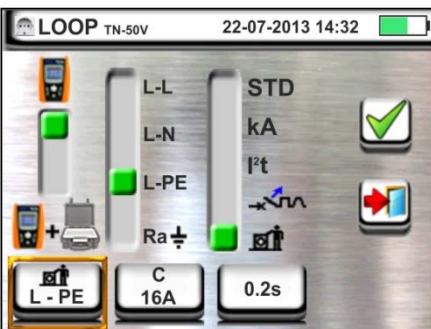 LOOP TN-50V 22-07-2013 14:32
L-L STD
L-N kA
L-PE I²t
Ra
+
L - PE C 16A 0.2s